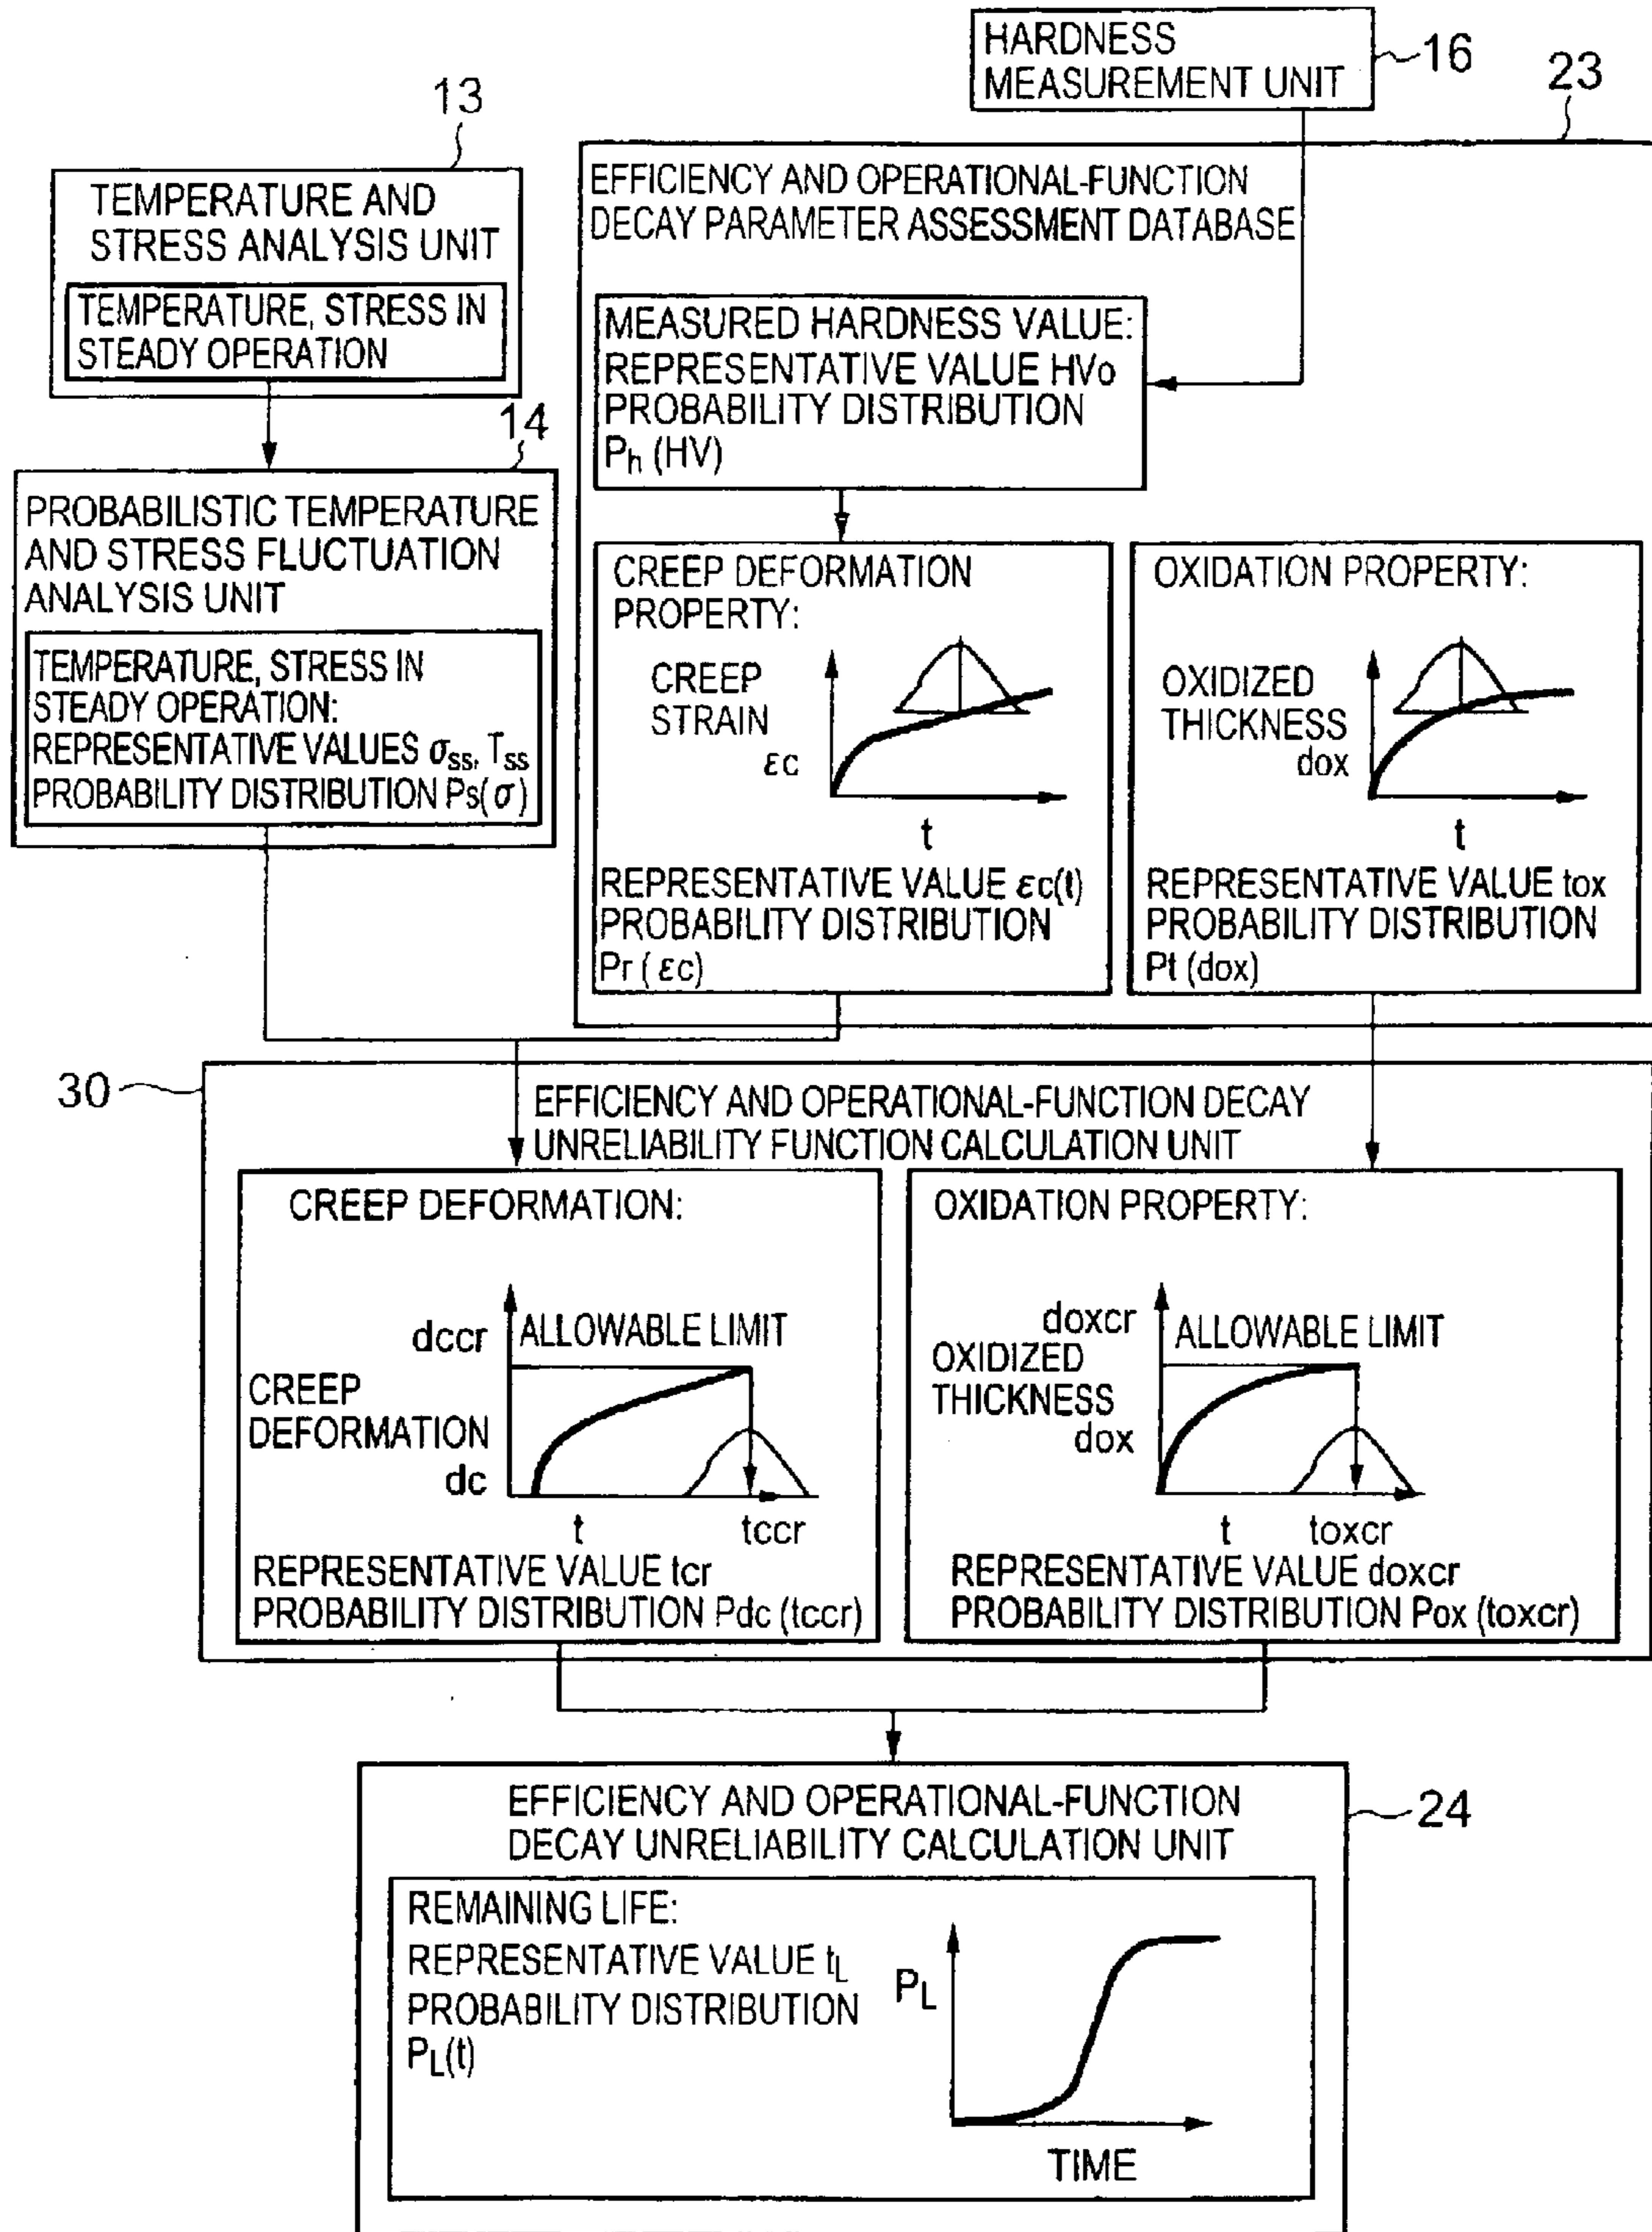 HARDNESS
MEASUREMENT UNIT
16
23
13
TEMPERATURE AND
STRESS ANALYSIS UNIT
TEMPERATURE, STRESS IN
STEADY OPERATION
14
PROBABILISTIC TEMPERATURE
AND STRESS FLUCTUATION
ANALYSIS UNIT
TEMPERATURE, STRESS IN
STEADY OPERATION:
REPRESENTATIVE VALUES σss, Tss
PROBABILITY DISTRIBUTION Ps(σ)
EFFICIENCY AND OPERATIONAL-FUNCTION
DECAY PARAMETER ASSESSMENT DATABASE
MEASURED HARDNESS VALUE:
REPRESENTATIVE VALUE HVo
PROBABILITY DISTRIBUTION
Ph (HV)
CREEP DEFORMATION
PROPERTY:
CREEP
STRAIN
εc
t
REPRESENTATIVE VALUE εc(t)
PROBABILITY DISTRIBUTION
Pr (εc)
OXIDATION PROPERTY:
OXIDIZED
THICKNESS
dox
t
REPRESENTATIVE VALUE tox
PROBABILITY DISTRIBUTION
Pt (dox)
30
EFFICIENCY AND OPERATIONAL-FUNCTION DECAY
UNRELIABILITY FUNCTION CALCULATION UNIT
CREEP DEFORMATION:
dccr
ALLOWABLE LIMIT
CREEP
DEFORMATION
dc
t
tccr
REPRESENTATIVE VALUE tcr
PROBABILITY DISTRIBUTION Pdc (tccr)
OXIDATION PROPERTY:
doxcr
ALLOWABLE LIMIT
OXIDIZED
THICKNESS
dox
t
toxcr
REPRESENTATIVE VALUE doxcr
PROBABILITY DISTRIBUTION Pox (toxcr)
EFFICIENCY AND OPERATIONAL-FUNCTION
DECAY UNRELIABILITY CALCULATION UNIT
24
REMAINING LIFE:
REPRESENTATIVE VALUE tL
PROBABILITY DISTRIBUTION
PL(t)
PL
TIME